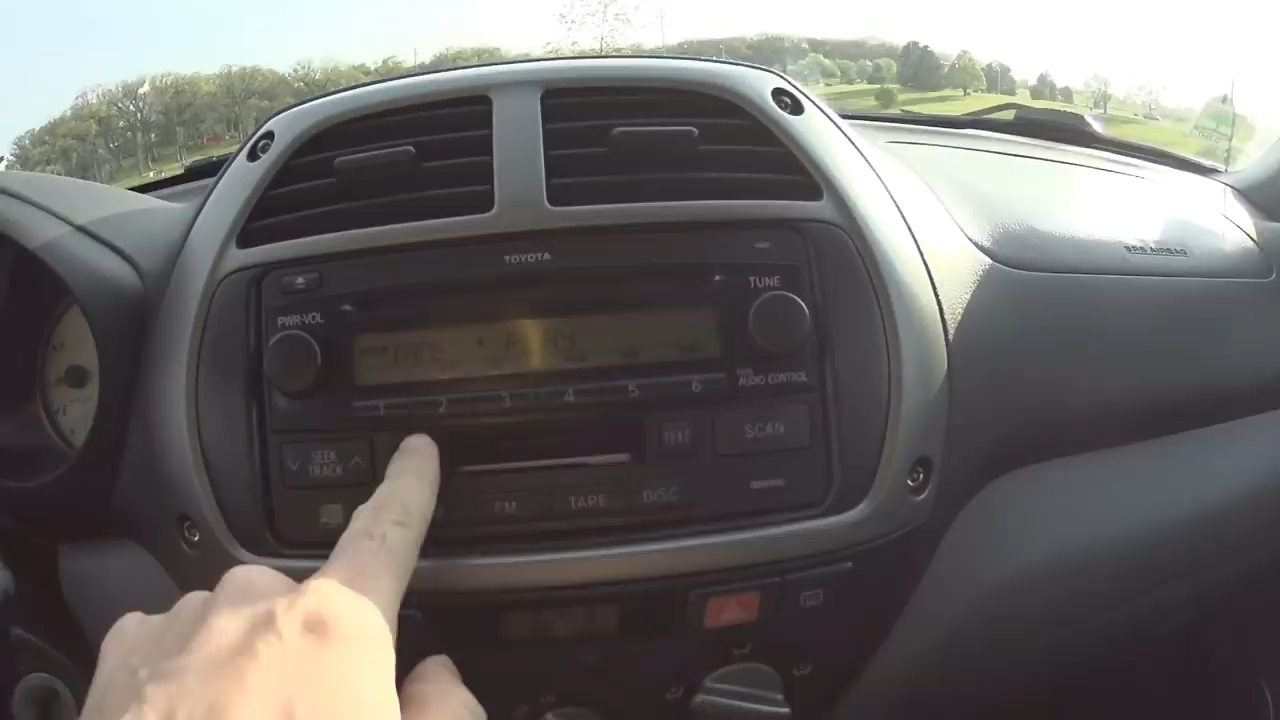 TOYOTA
PWR·VOL
TUNE
AUDIO CONTROL
1 2 3 4 5 6
SEEK
TRACK
TEXT
SCAN
FM TAPE DISC
SRS AIRBAG
E